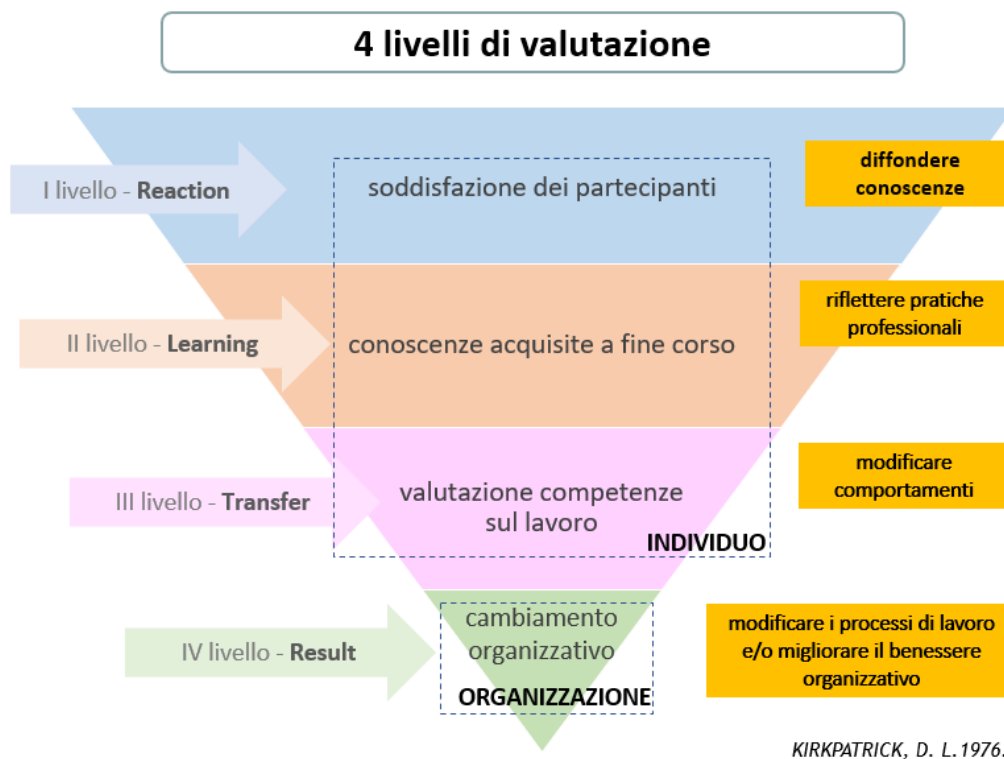 4 livelli di valutazione
I livello - Reaction
soddisfazione dei partecipanti
diffondere
conoscenze
II livello - Learning
conoscenze acquisite a fine corso
riflettere pratiche
professionali
III livello - Transfer
valutazione competenze
sul lavoro
INDIVIDUO
modificare
comportamenti
IV livello - Result
cambiamento
organizzativo
ORGANIZZAZIONE
modificare i processi di lavoro
e/o migliorare il benessere
organizzativo
KIRKPATRICK, D. L.1976.